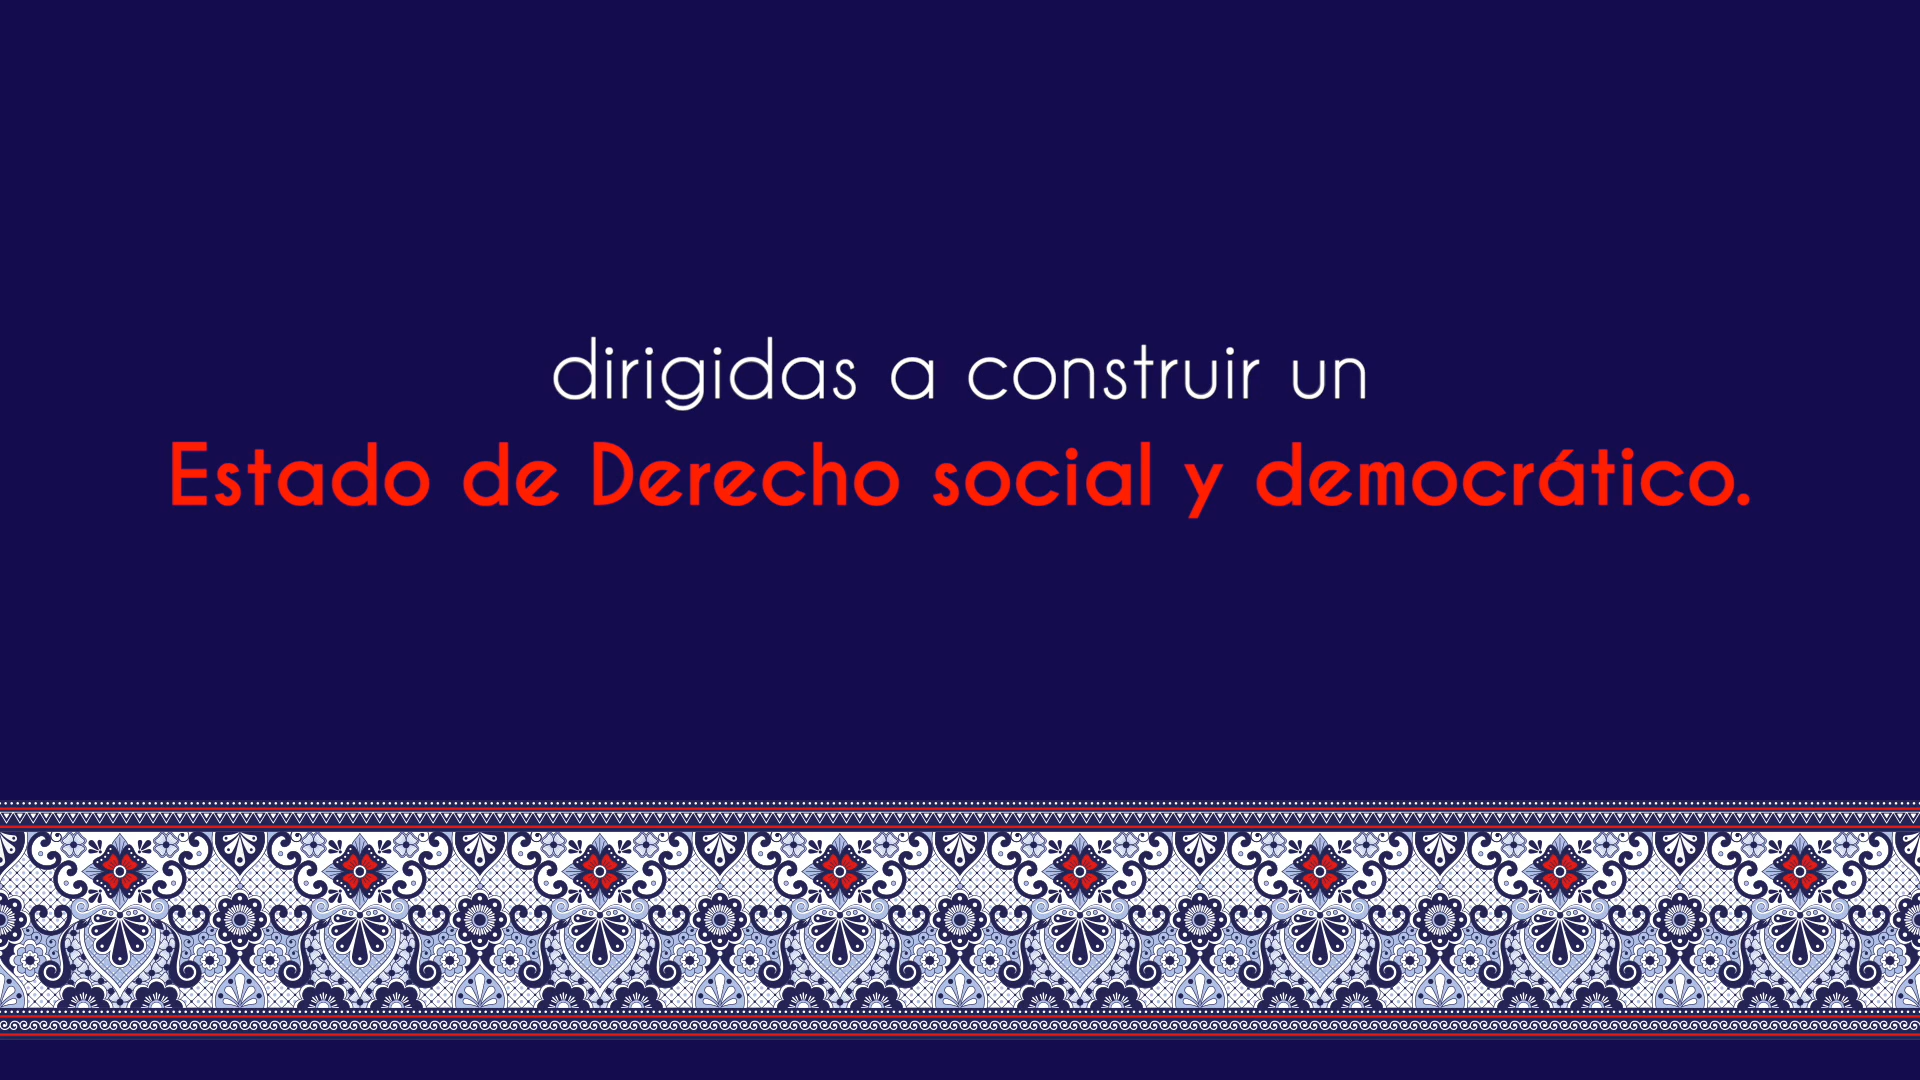 dirigidas a construir un
Estado de Derecho social y democrático.